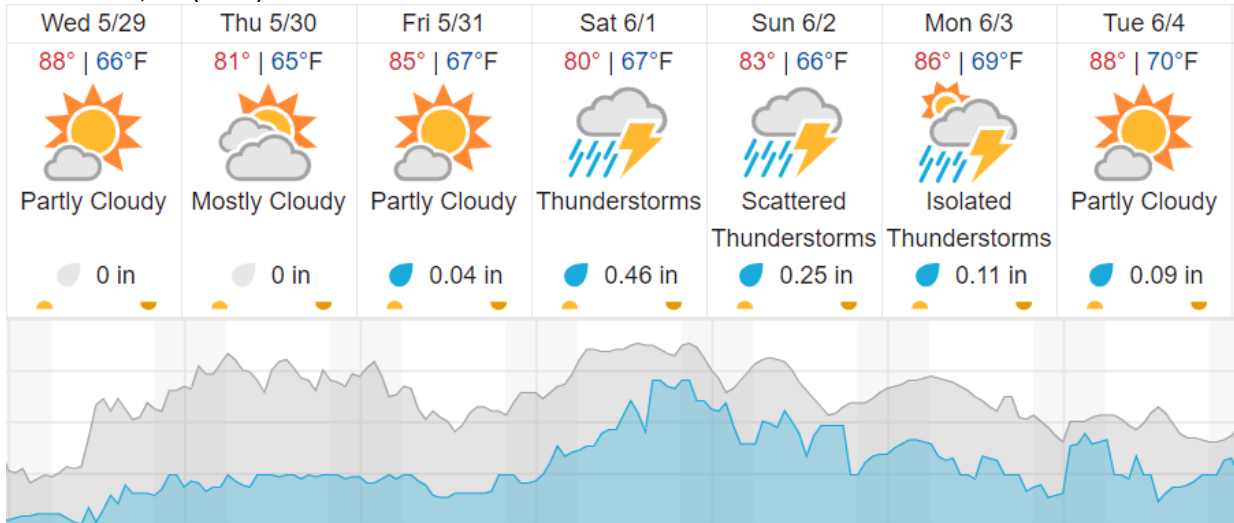 Wed 5/29 Thu 5/30 Fri 5/31 Sat 6/1 Sun 6/2 Mon 6/3 Tue 6/4
88° | 66°F 81° | 65°F 85° | 67°F 80° | 67°F 83° | 66°F 86° | 69°F 88° | 70°F
Partly Cloudy Mostly Cloudy Partly Cloudy Thunderstorms Scattered Isolated Partly Cloudy
Thunderstorms Thunderstorms
0 in 0 in 0.04 in 0.46 in 0.25 in 0.11 in 0.09 in